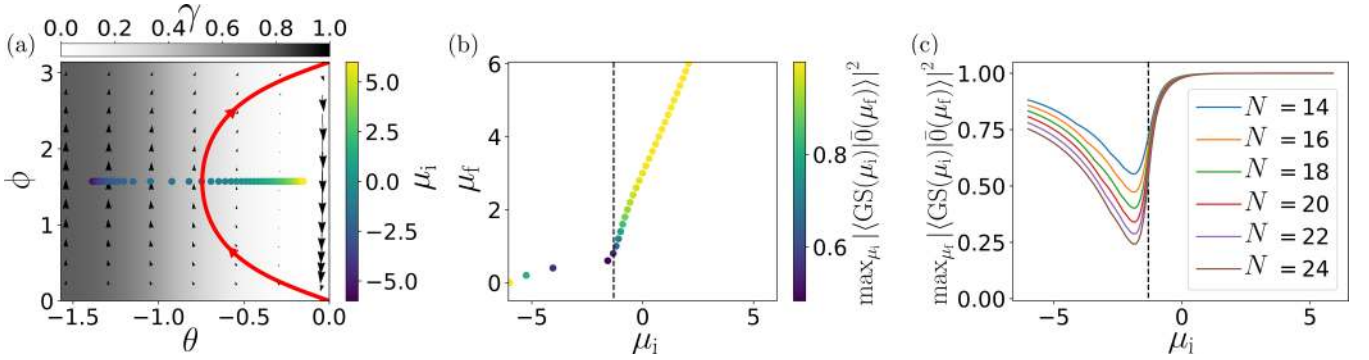 (a)
γ
0.0 0.2 0.4 0.6 0.8 1.0
3
2
1
0
ϕ
−1.5 −1.0 −0.5 0.0
θ
5.0
2.5
0.0
−2.5
−5.0
μi
(b)
6
4
2
0
μf
−5 0 5
μi
0.8
0.6
maxμi|⟨GS(μi)|0̄(μf)⟩|²
(c)
1.00
0.75
0.50
0.25
0.00
maxμf|⟨GS(μi)|0̄(μf)⟩|²
−5 0 5
μi
N = 14
N = 16
N = 18
N = 20
N = 22
N = 24